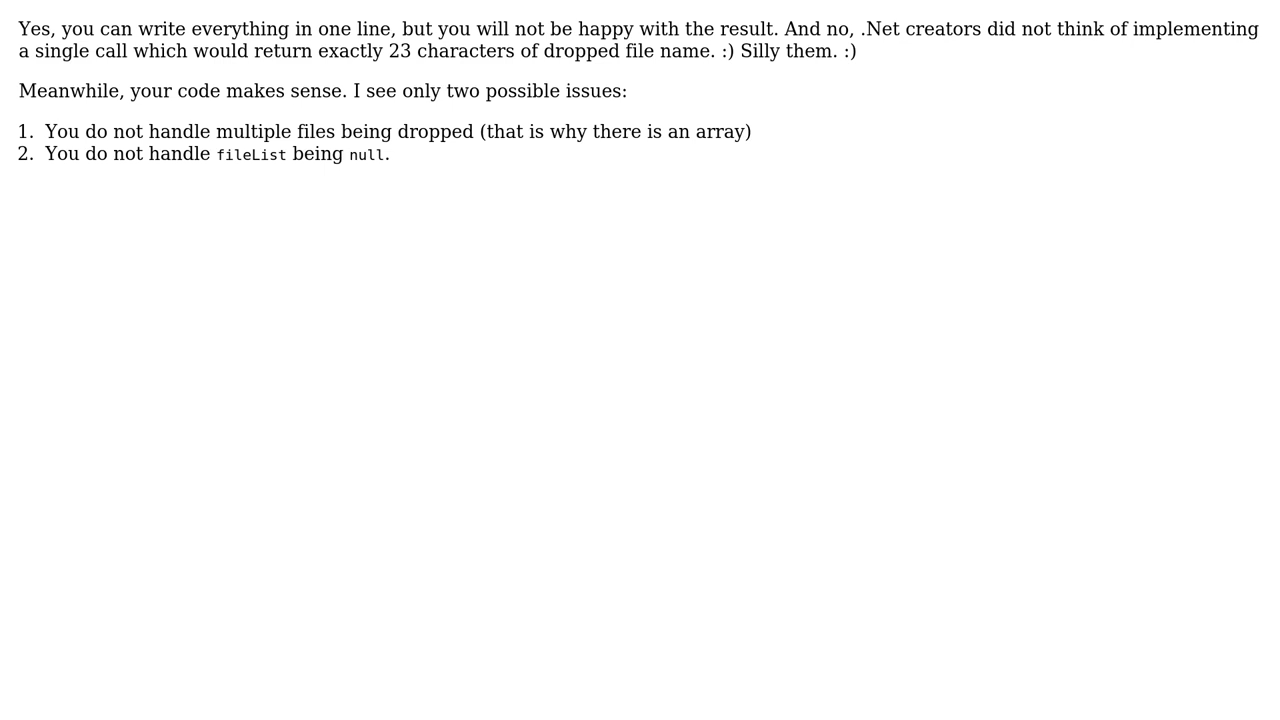 Yes, you can write everything in one line, but you will not be happy with the result. And no, .Net creators did not think of implementing
a single call which would return exactly 23 characters of dropped file name. :) Silly them. :)
Meanwhile, your code makes sense. I see only two possible issues:
1. You do not handle multiple files being dropped (that is why there is an array)
2. You do not handle fileList being null.